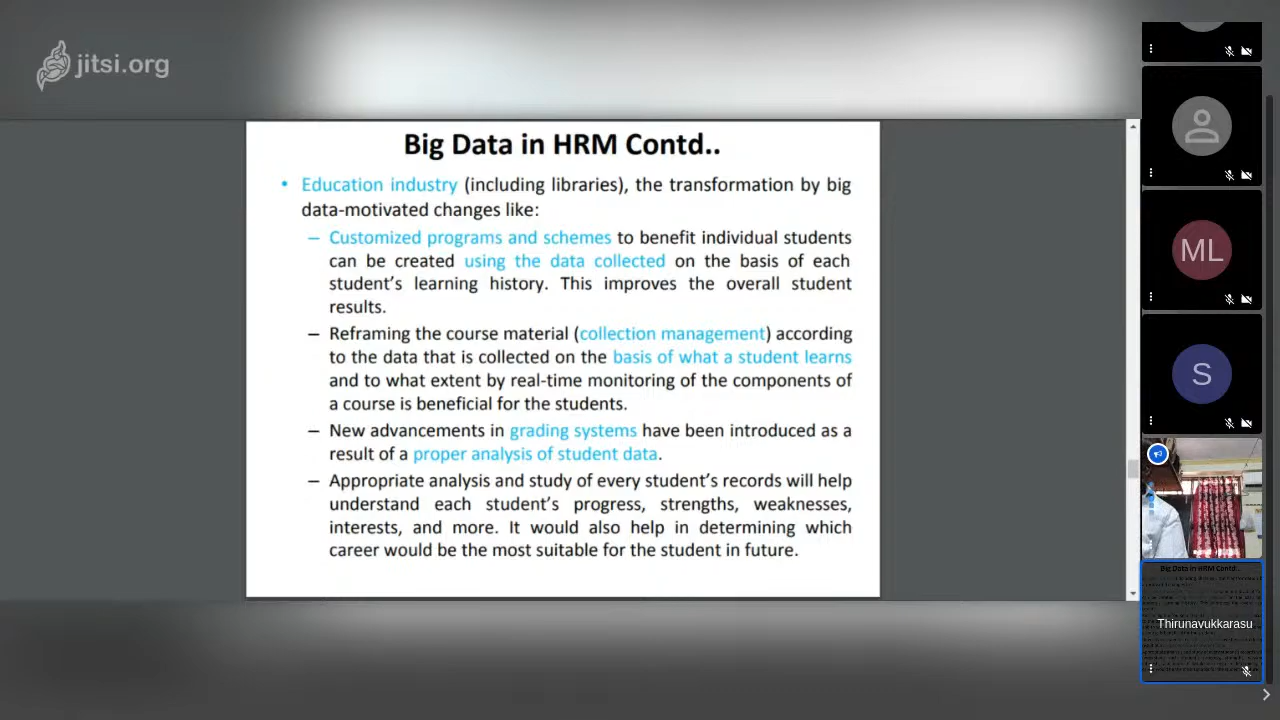 jitsi.org
Big Data in HRM Contd..
• Education industry (including libraries), the transformation by big
data-motivated changes like:
– Customized programs and schemes to benefit individual students
can be created using the data collected on the basis of each
student's learning history. This improves the overall student
results.
– Reframing the course material (collection management) according
to the data that is collected on the basis of what a student learns
and to what extent by real-time monitoring of the components of
a course is beneficial for the students.
– New advancements in grading systems have been introduced as a
result of a proper analysis of student data.
– Appropriate analysis and study of every student's records will help
understand each student's progress, strengths, weaknesses,
interests, and more. It would also help in determining which
career would be the most suitable for the student in future.
ML
S
Big Data in HRM Contd..
Thirunavukkarasu